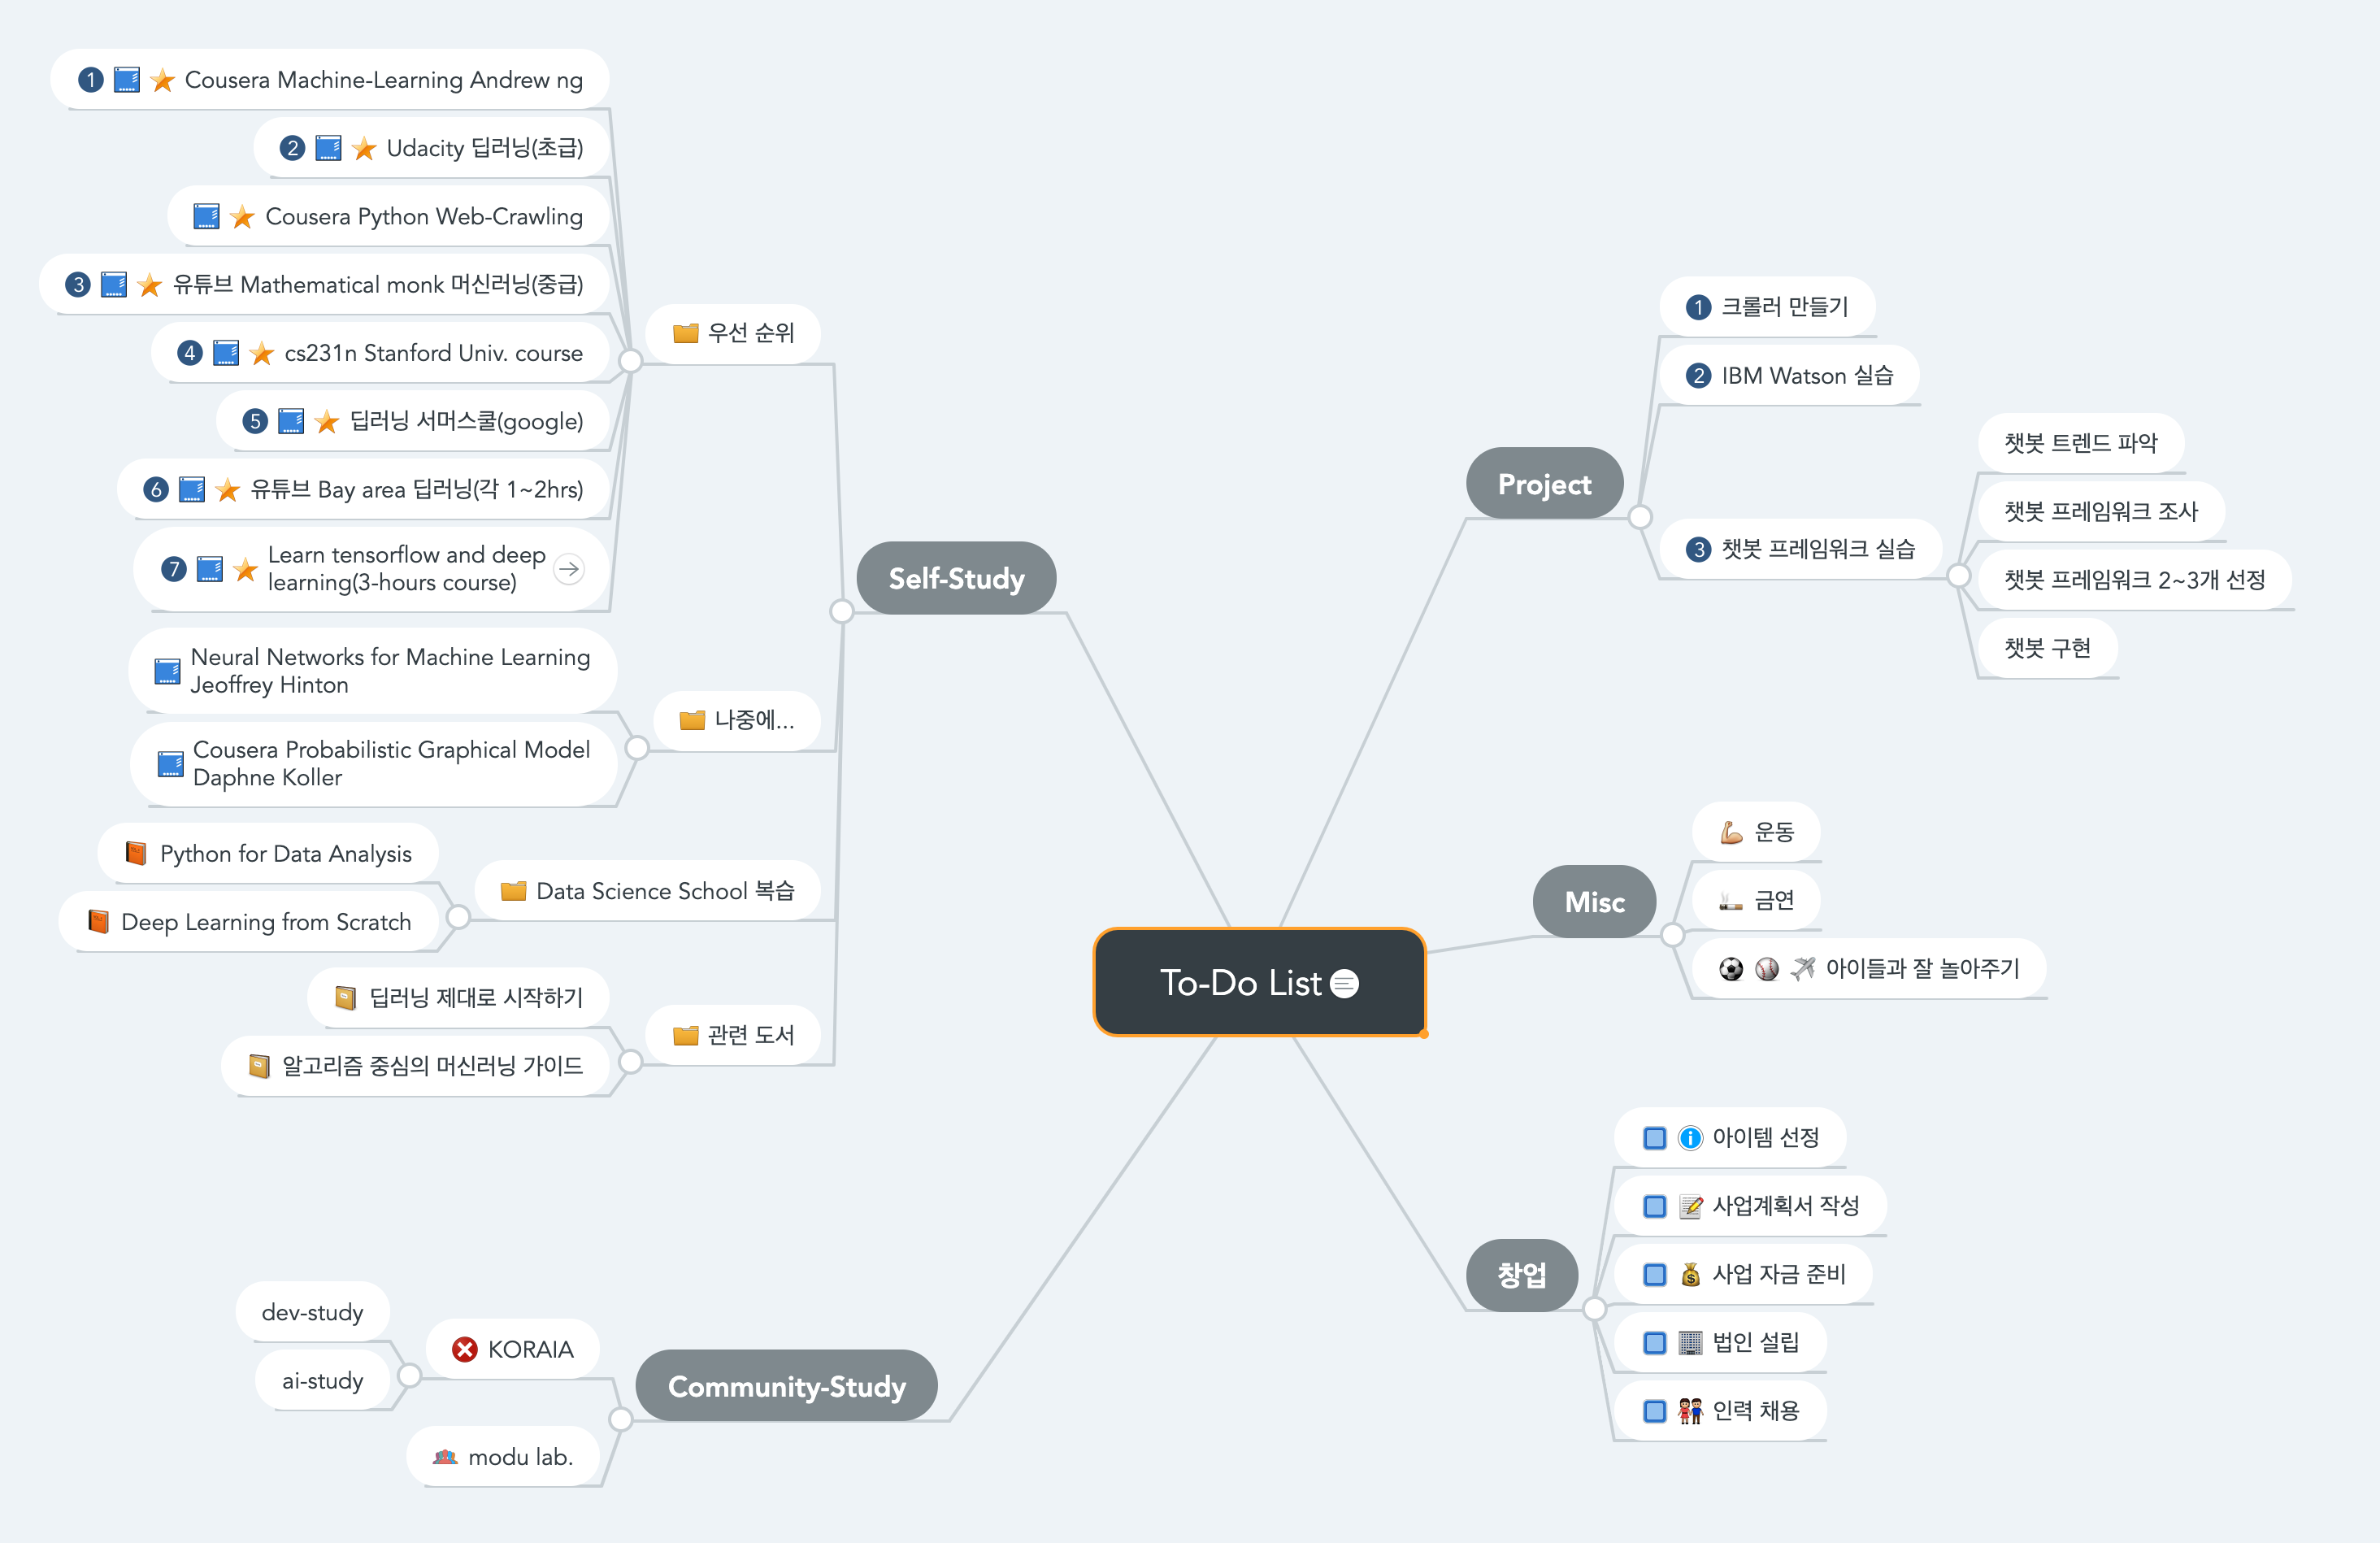 1 Cousera Machine-Learning Andrew ng
2 Udacity 딥러닝(초급)
Cousera Python Web-Crawling
3 유튜브 Mathematical monk 머신러닝(중급)
4 cs231n Stanford Univ. course
5 딥러닝 서머스쿨(google)
6 유튜브 Bay area 딥러닝(각 1~2hrs)
7 Learn tensorflow and deep
learning(3-hours course)
우선 순위
Neural Networks for Machine Learning
Jeoffrey Hinton
Cousera Probabilistic Graphical Model
Daphne Koller
나중에...
Python for Data Analysis
Deep Learning from Scratch
Data Science School 복습
딥러닝 제대로 시작하기
알고리즘 중심의 머신러닝 가이드
관련 도서
Self-Study
dev-study
ai-study
KORAIA
modu lab.
Community-Study
To-Do List
Project
1 크롤러 만들기
2 IBM Watson 실습
3 챗봇 프레임워크 실습
챗봇 트렌드 파악
챗봇 프레임워크 조사
챗봇 프레임워크 2~3개 선정
챗봇 구현
Misc
운동
금연
아이들과 잘 놀아주기
창업
아이템 선정
사업계획서 작성
사업 자금 준비
법인 설립
인력 채용